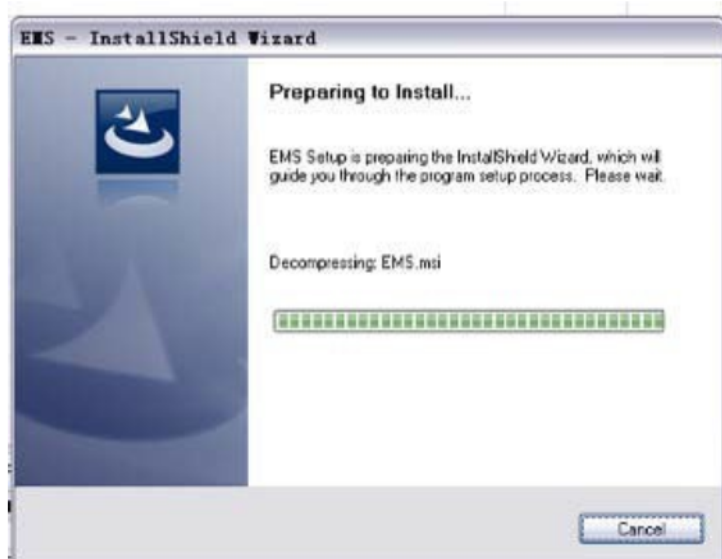 EMS - InstallShield Wizard
Preparing to Install...
EMS Setup is preparing the InstallShield Wizard, which will
guide you through the program setup process. Please wait.
Decompressing: EMS.msi
Cancel